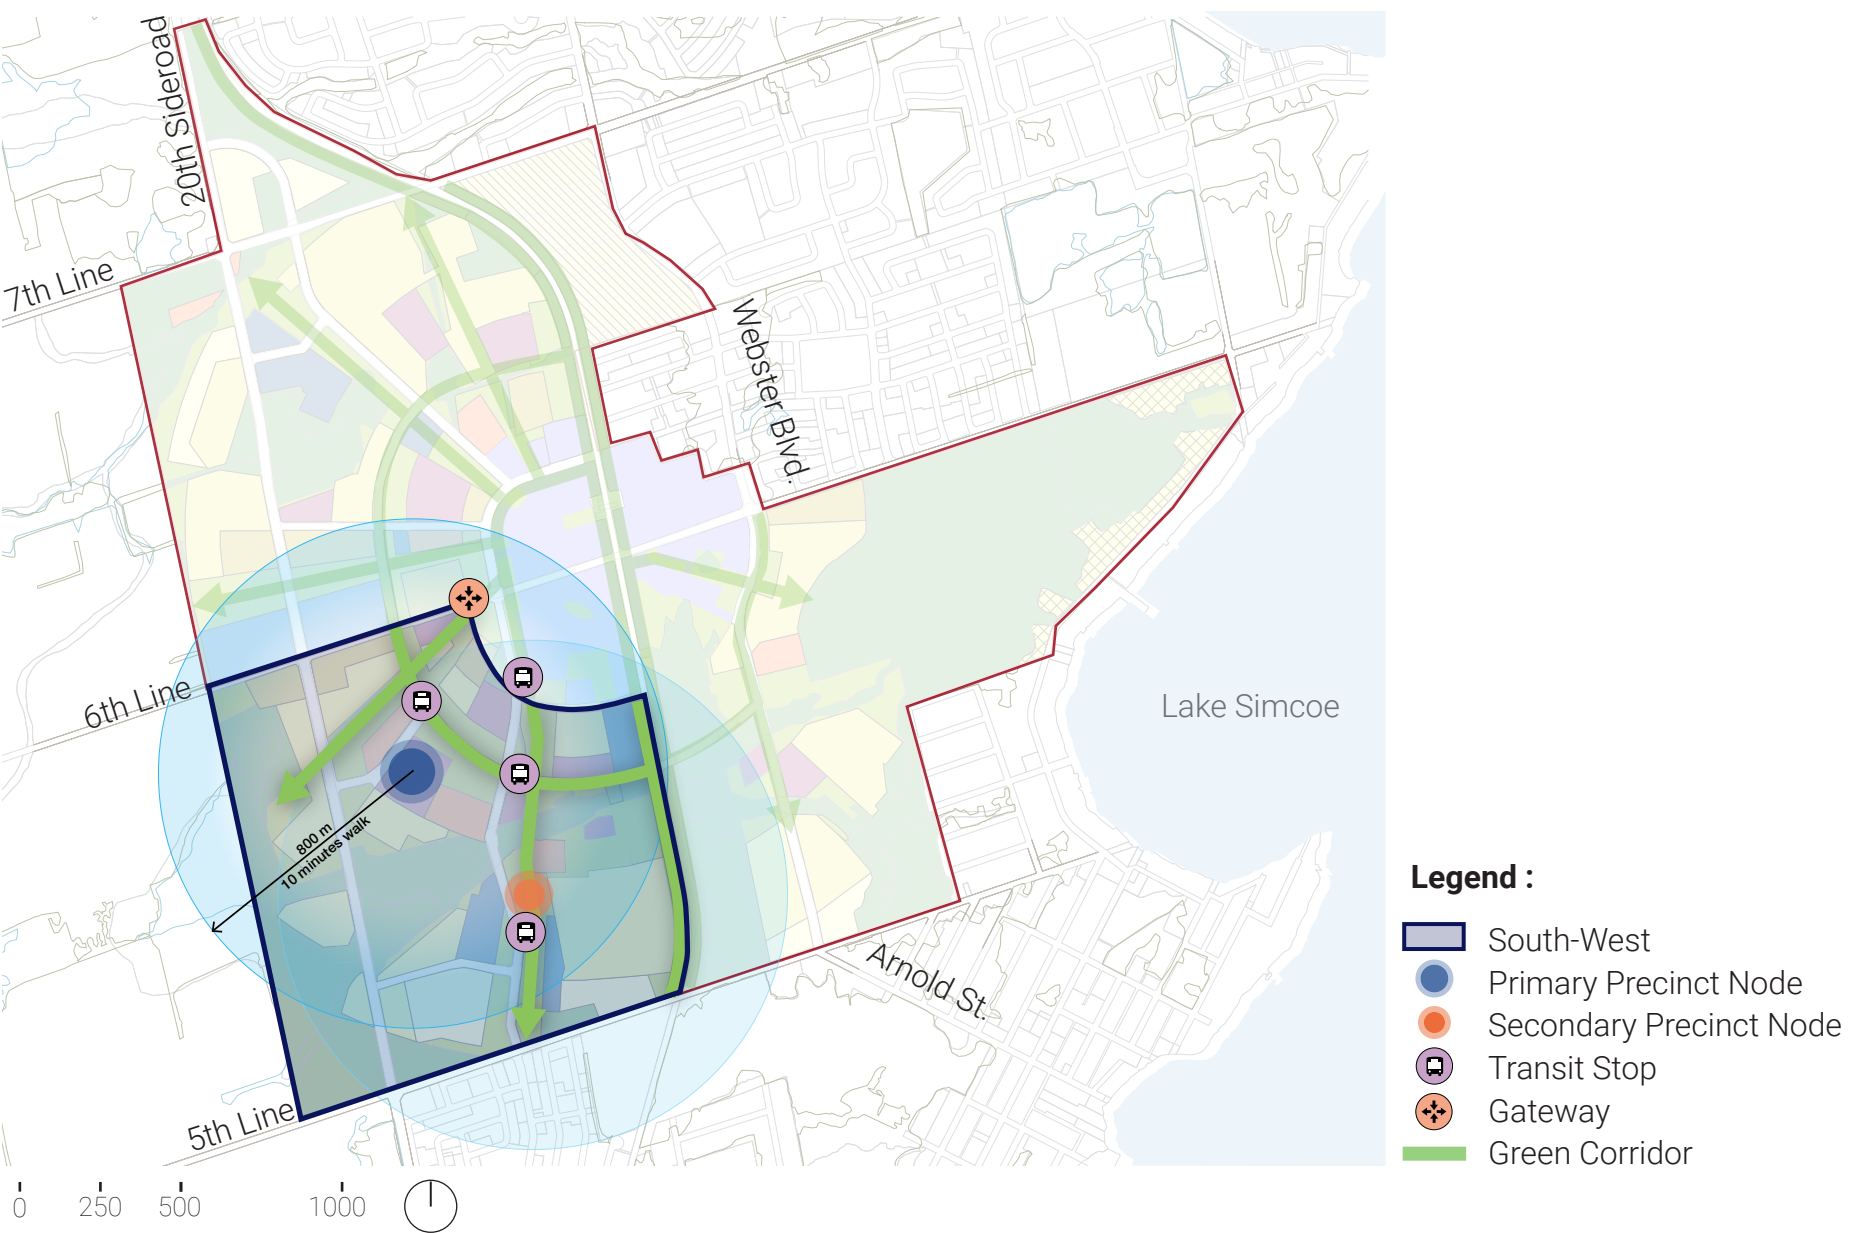 20th Sideroad
7th Line
Webster Blvd.
6th Line
Lake Simcoe
800 m
10 minutes walk
Arnold St.
5th Line
0 250 500 1000
Legend :
South-West
Primary Precinct Node
Secondary Precinct Node
Transit Stop
Gateway
Green Corridor